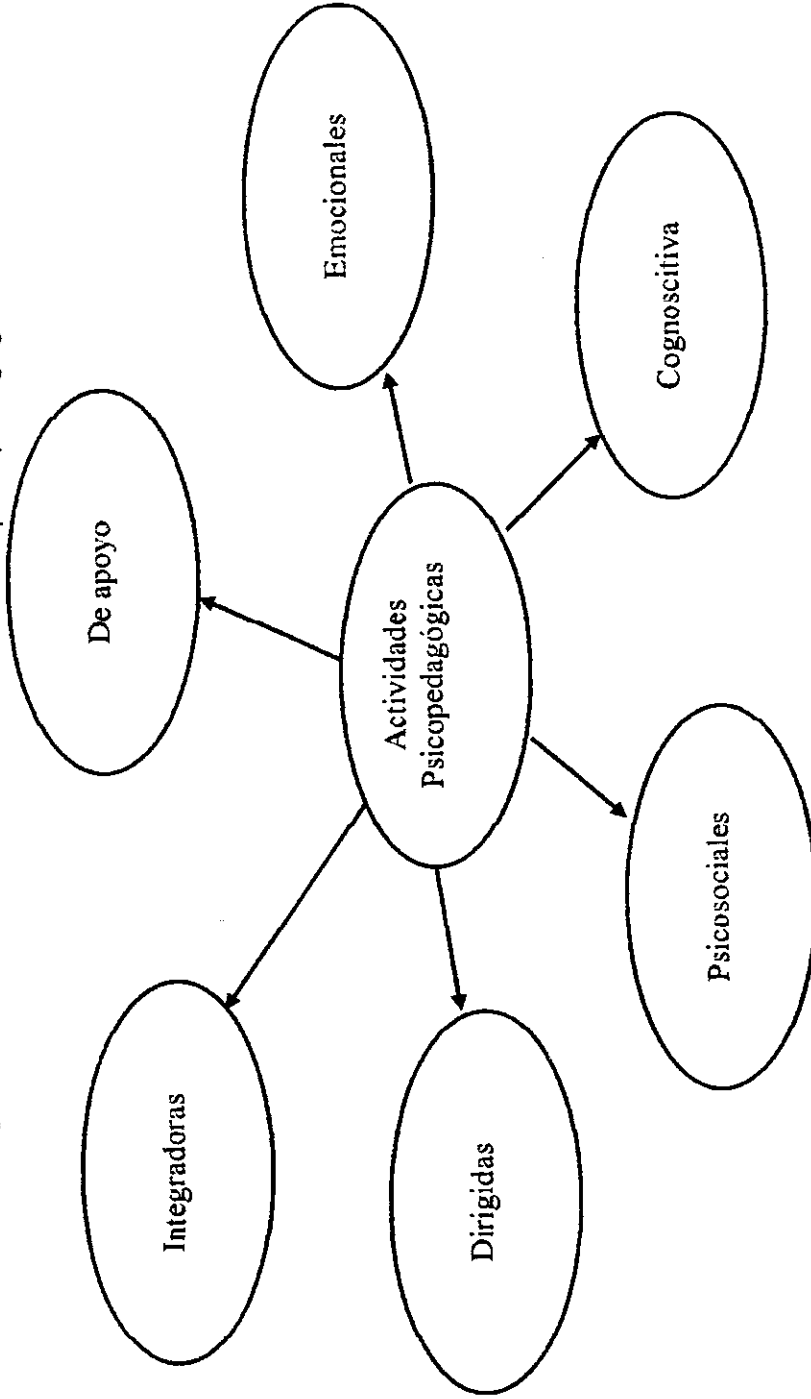 De apoyo
Integradoras
Emocionales
Actividades
Psicopedagógicas
Dirigidas
Cognoscitiva
Psicosociales